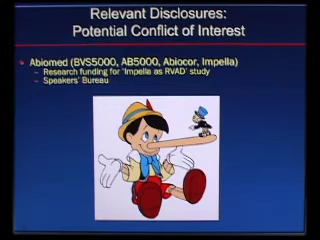 Relevant Disclosures:
Potential Conflict of Interest
Abiomed (BVS5000, AB5000, Abiocor, Impella)
– Research funding for 'Impella as RVAD' study
– Speakers' Bureau